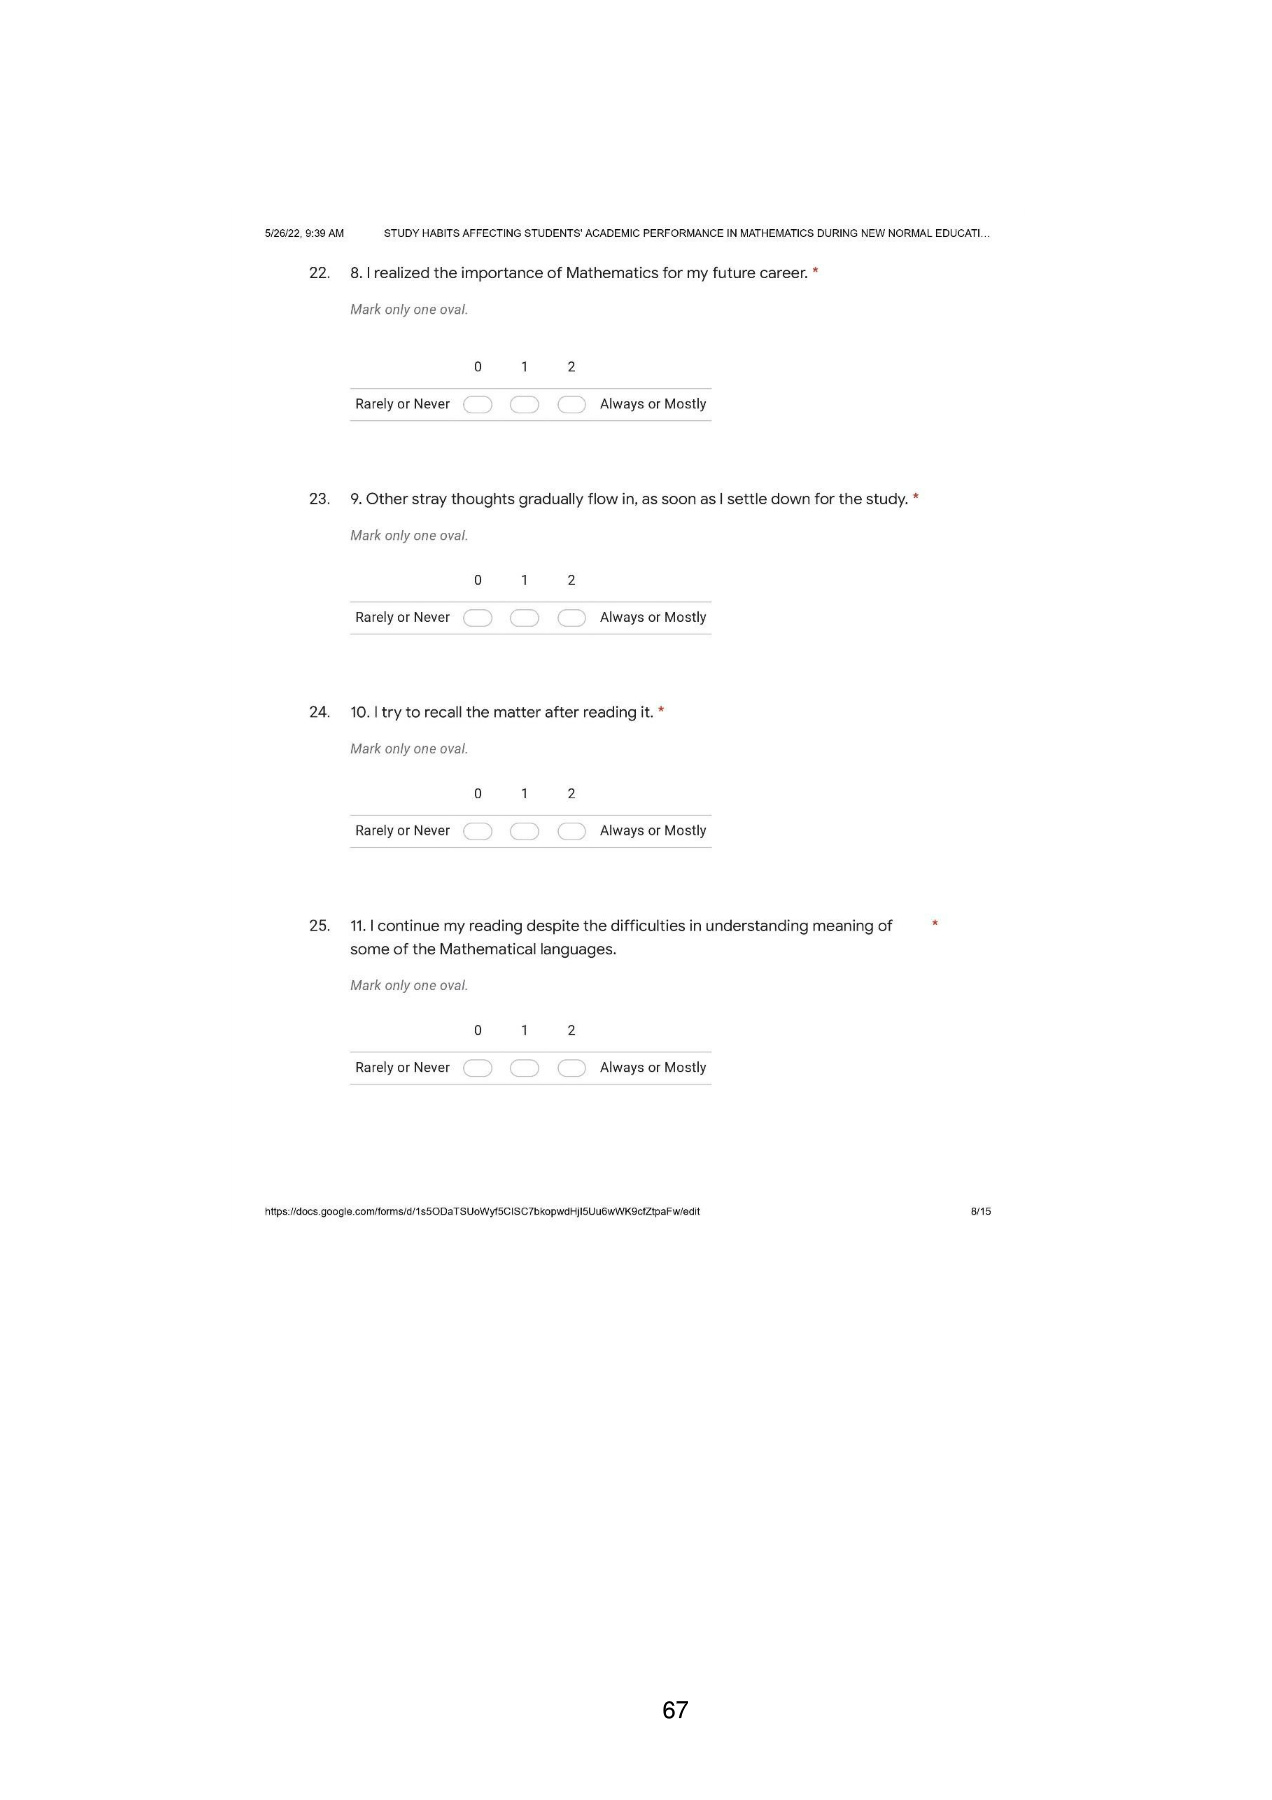 5/26/22, 9:39 AM STUDY HABITS AFFECTING STUDENTS' ACADEMIC PERFORMANCE IN MATHEMATICS DURING NEW NORMAL EDUCATI...
22. 8. I realized the importance of Mathematics for my future career. *
Mark only one oval.
0 1 2
Rarely or Never Always or Mostly
23. 9. Other stray thoughts gradually flow in, as soon as I settle down for the study. *
Mark only one oval.
0 1 2
Rarely or Never Always or Mostly
24. 10. I try to recall the matter after reading it. *
Mark only one oval.
0 1 2
Rarely or Never Always or Mostly
25. 11. I continue my reading despite the difficulties in understanding meaning of *
some of the Mathematical languages.
Mark only one oval.
0 1 2
Rarely or Never Always or Mostly
https://docs.google.com/forms/d/1s5ODaTSUoWyf5CISC7bkopwdHjI5Uu6wWK9cfZtpaFw/edit 8/15
67